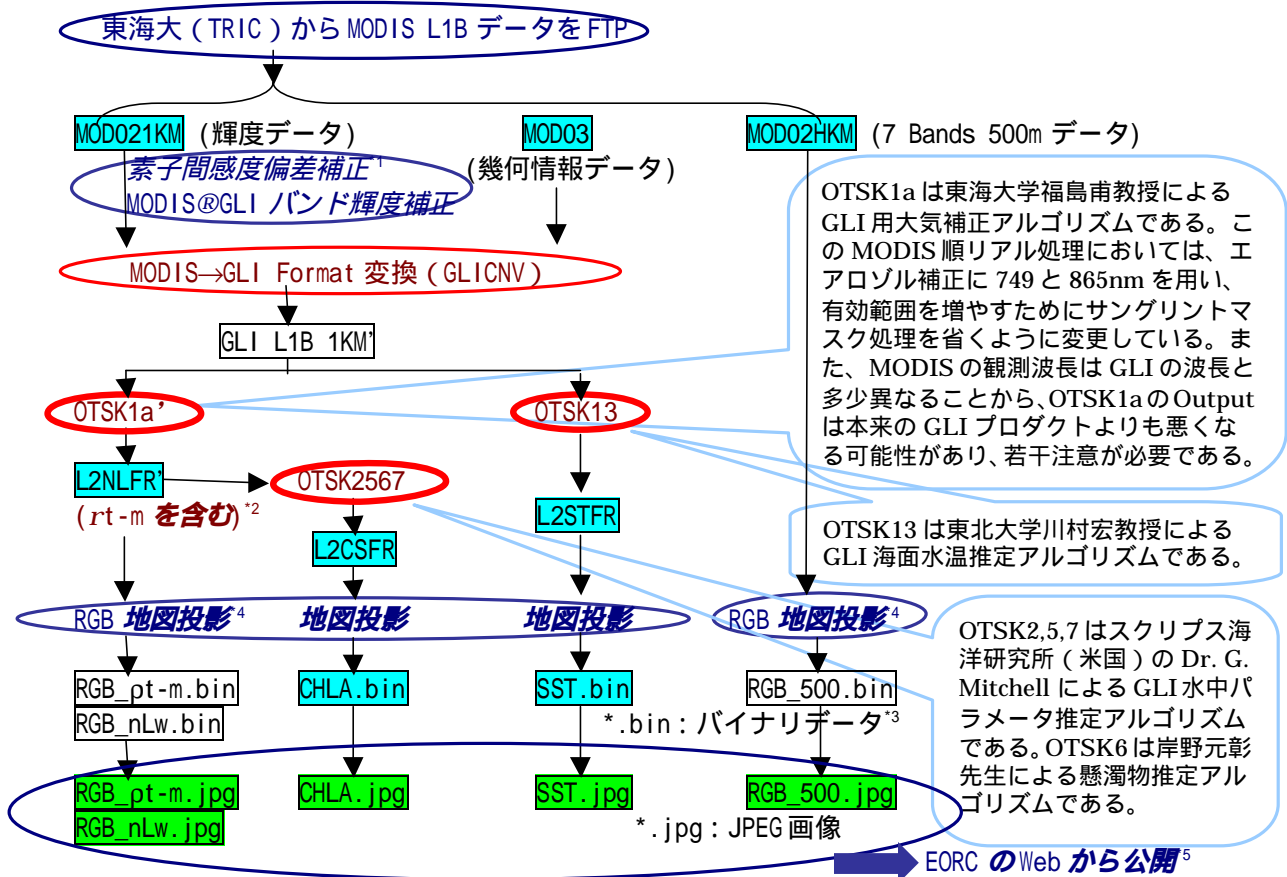 東海大（TRIC）から MODIS L1B データを FTP
MOD021KM (輝度データ)
MOD03
(幾何情報データ)
MOD02HKM (7 Bands 500m データ)
素子間感度偏差補正*1
MODIS®GLI バンド輝度補正
MODIS→GLI Format 変換（GLICNV）
GLI L1B 1KM'
OTSK1a'
OTSK13
L2NLFR'
(rt-m を含む)*2
OTSK2567
L2CSFR
L2STFR
OTSK1a は東海大学福島甫教授による
GLI 用大気補正アルゴリズムである。こ
の MODIS 順リアル処理においては、エ
アロゾル補正に 749 と 865nm を用い、
有効範囲を増やすためにサングリントマ
スク処理を省くように変更している。ま
た、MODIS の観測波長は GLI の波長と
多少異なることから、OTSK1a の Output
は本来の GLI プロダクトよりも悪くな
る可能性があり、若干注意が必要である。
OTSK13 は東北大学川村宏教授による
GLI 海面水温推定アルゴリズムである。
RGB 地図投影*4
地図投影
地図投影
RGB 地図投影*4
OTSK2,5,7 はスクリプス海
洋研究所（米国）の Dr. G.
Mitchell による GLI 水中パ
ラメータ推定アルゴリズム
である。OTSK6 は岸野元彰
先生による懸濁物推定アル
ゴリズムである。
RGB_ρt-m.bin
RGB_nLw.bin
CHLA.bin
SST.bin
RGB_500.bin
*.bin：バイナリデータ*3
RGB_ρt-m.jpg
RGB_nLw.jpg
CHLA.jpg
SST.jpg
RGB_500.jpg
*.jpg：JPEG 画像
EORC の Web から公開*5